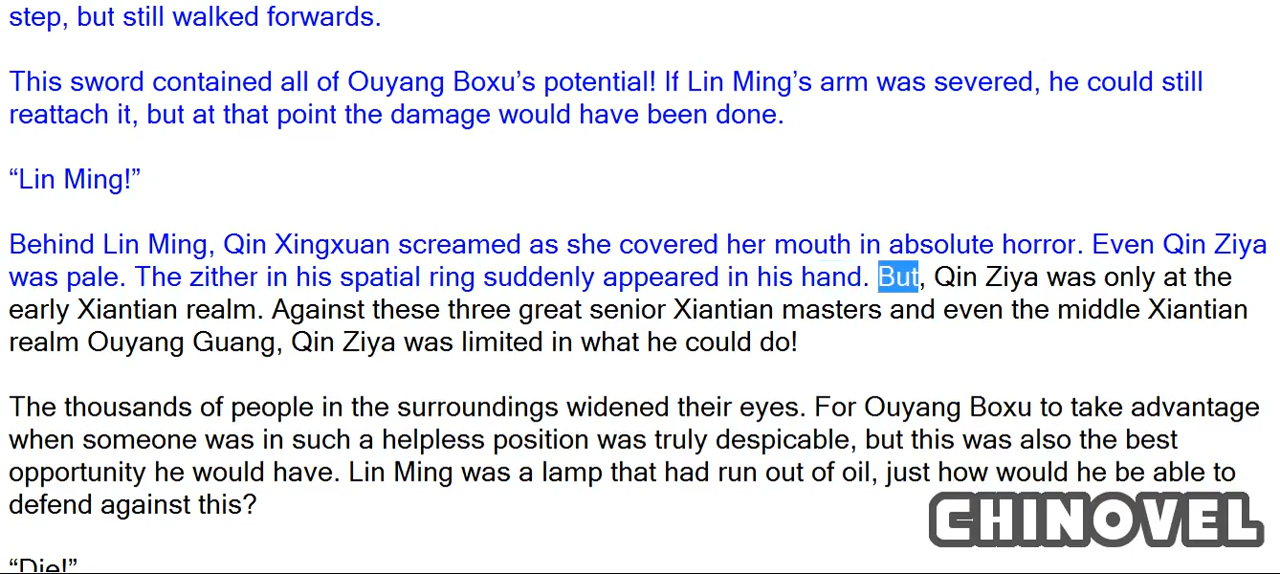 step, but still walked forwards.
This sword contained all of Ouyang Boxu’s potential! If Lin Ming’s arm was severed, he could still
reattach it, but at that point the damage would have been done.
“Lin Ming!”
Behind Lin Ming, Qin Xingxuan screamed as she covered her mouth in absolute horror. Even Qin Ziya
was pale. The zither in his spatial ring suddenly appeared in his hand. But, Qin Ziya was only at the
early Xiantian realm. Against these three great senior Xiantian masters and even the middle Xiantian
realm Ouyang Guang, Qin Ziya was limited in what he could do!
The thousands of people in the surroundings widened their eyes. For Ouyang Boxu to take advantage
when someone was in such a helpless position was truly despicable, but this was also the best
opportunity he would have. Lin Ming was a lamp that had run out of oil, just how would he be able to
defend against this?
CHINOVEL
“Die!”